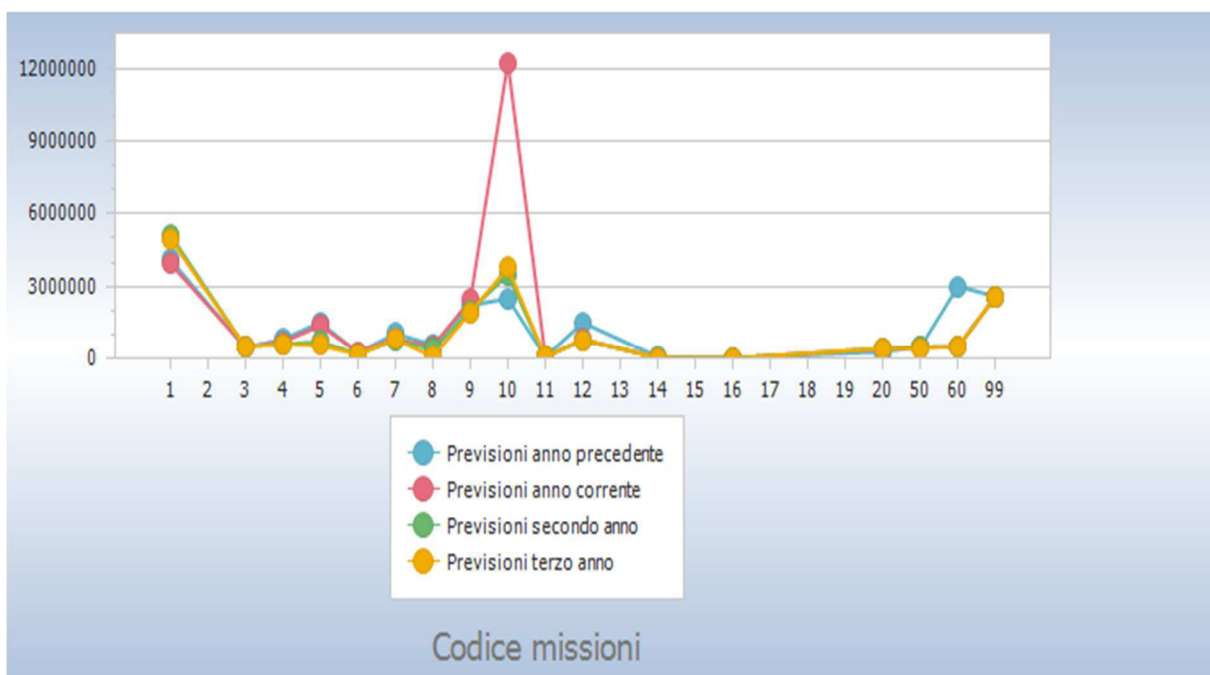 12000000
9000000
6000000
3000000
0
1 2 3 4 5 6 7 8 9 10 11 12 13 14 15 16 17 18 19 20 50 60 99
Previsioni anno precedente
Previsioni anno corrente
Previsioni secondo anno
Previsioni terzo anno
Codice missioni